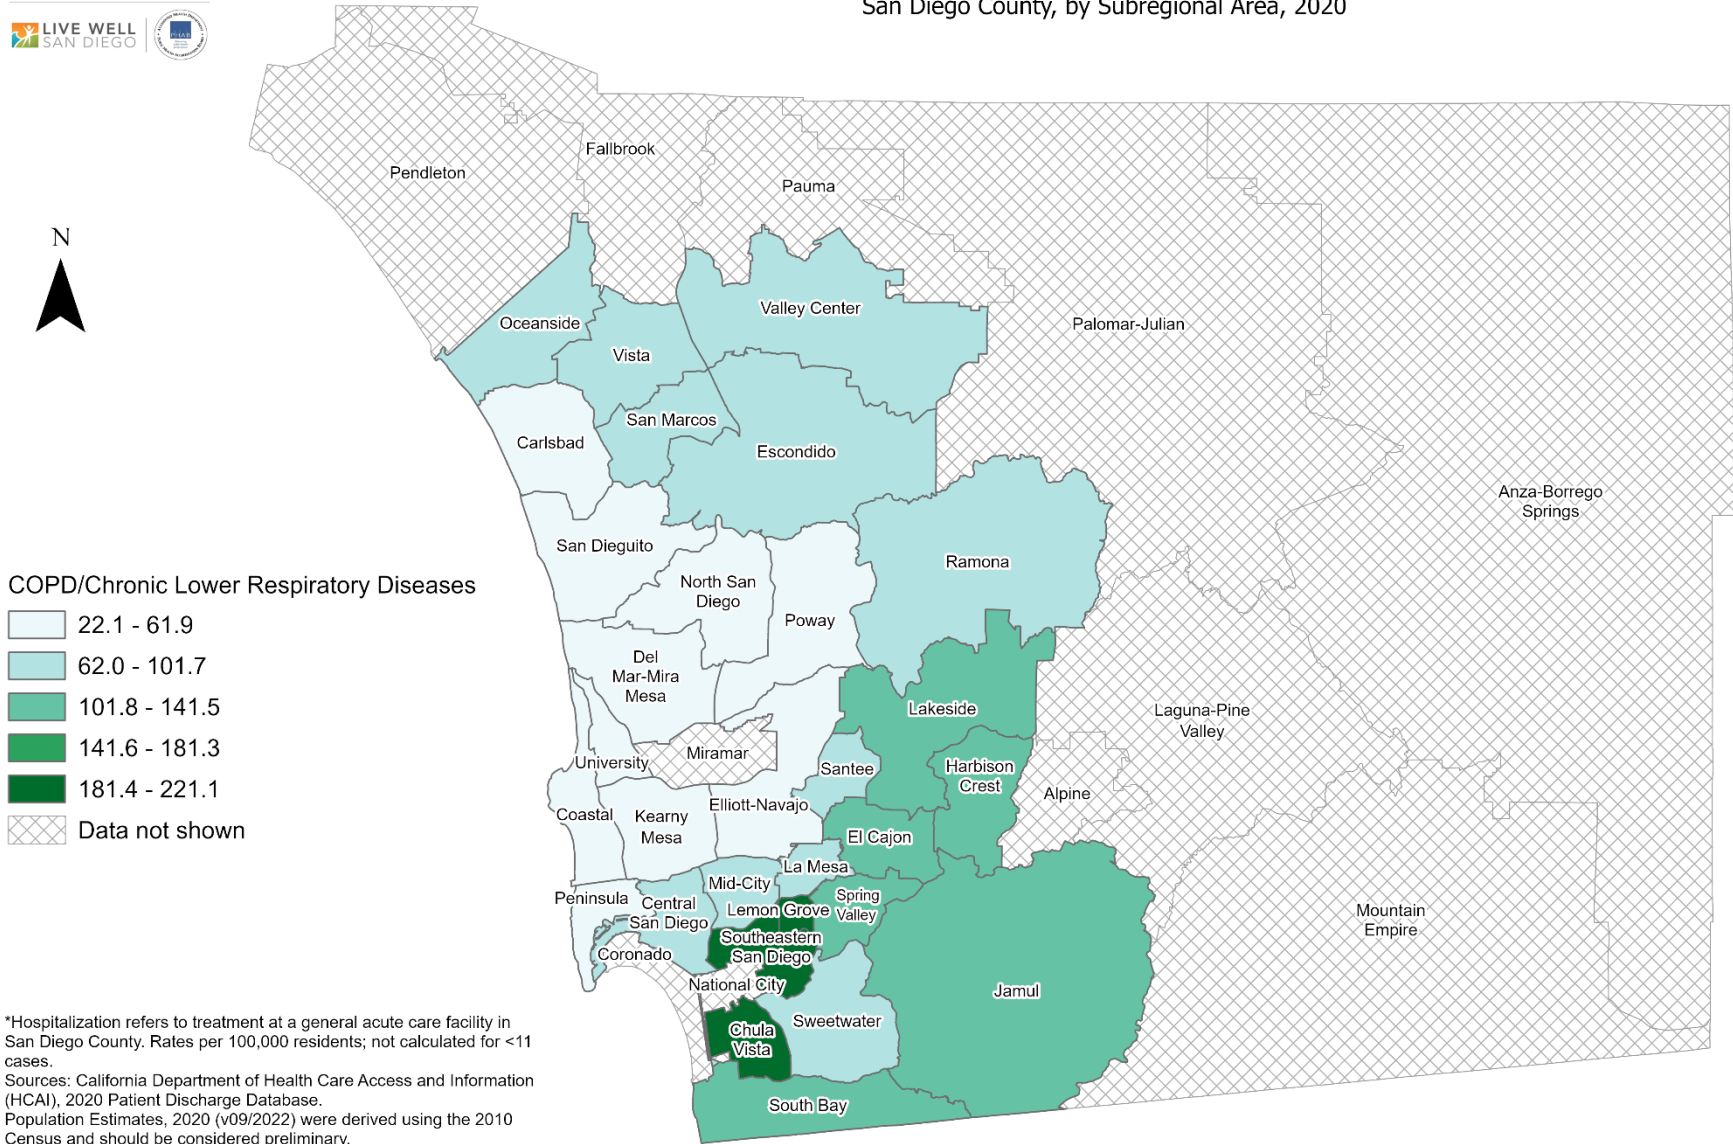 San Diego County, by Subregional Area, 2020
LIVE WELL
SAN DIEGO
PHAB
N
Pendleton
Fallbrook
Pauma
Oceanside
Valley Center
Vista
Palomar-Julian
San Marcos
Carlsbad
Escondido
Anza-Borrego
Springs
San Dieguito
Ramona
North San
Diego
Poway
Del
Mar-Mira
Mesa
Lakeside
Laguna-Pine
Valley
Miramar
University
Santee
Harbison
Crest
Alpine
Coastal
Kearny
Mesa
Elliott-Navajo
El Cajon
La Mesa
Mid-City
Peninsula
Central
San Diego
Lemon Grove
Spring
Valley
Mountain
Empire
Southeastern
San Diego
Coronado
National City
Jamul
Sweetwater
Chula
Vista
South Bay
COPD/Chronic Lower Respiratory Diseases
22.1 - 61.9
62.0 - 101.7
101.8 - 141.5
141.6 - 181.3
181.4 - 221.1
Data not shown
*Hospitalization refers to treatment at a general acute care facility in
San Diego County. Rates per 100,000 residents; not calculated for <11
cases.
Sources: California Department of Health Care Access and Information
(HCAI), 2020 Patient Discharge Database.
Population Estimates, 2020 (v09/2022) were derived using the 2010
Census and should be considered preliminary.